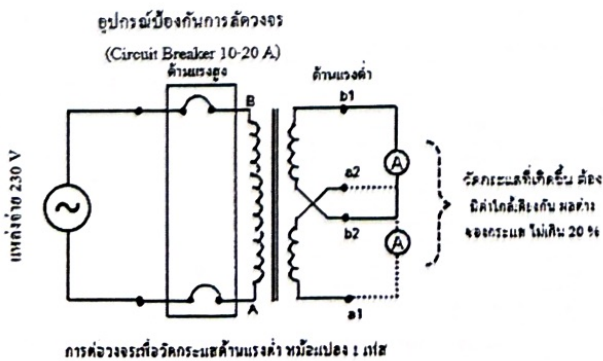 อุปกรณ์ป้องกันการลัดวงจร
(Circuit Breaker 10-20 A)
ด้านแรงสูง
ด้านแรงต่ำ
B
b1
A
a2
แหล่งจ่าย 230 V
วัดกระแสที่เกิดขึ้น ต้อง
มีค่าใกล้เคียงกัน ผลต่าง
ของกระแส ไม่เกิน 20 %
b2
A
A
a1
การต่อวงจรเพื่อวัดกระแสด้านแรงต่ำ หม้อแปลง 1 เฟส